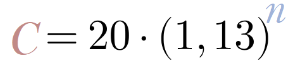 C = 20 · (1,13)^n